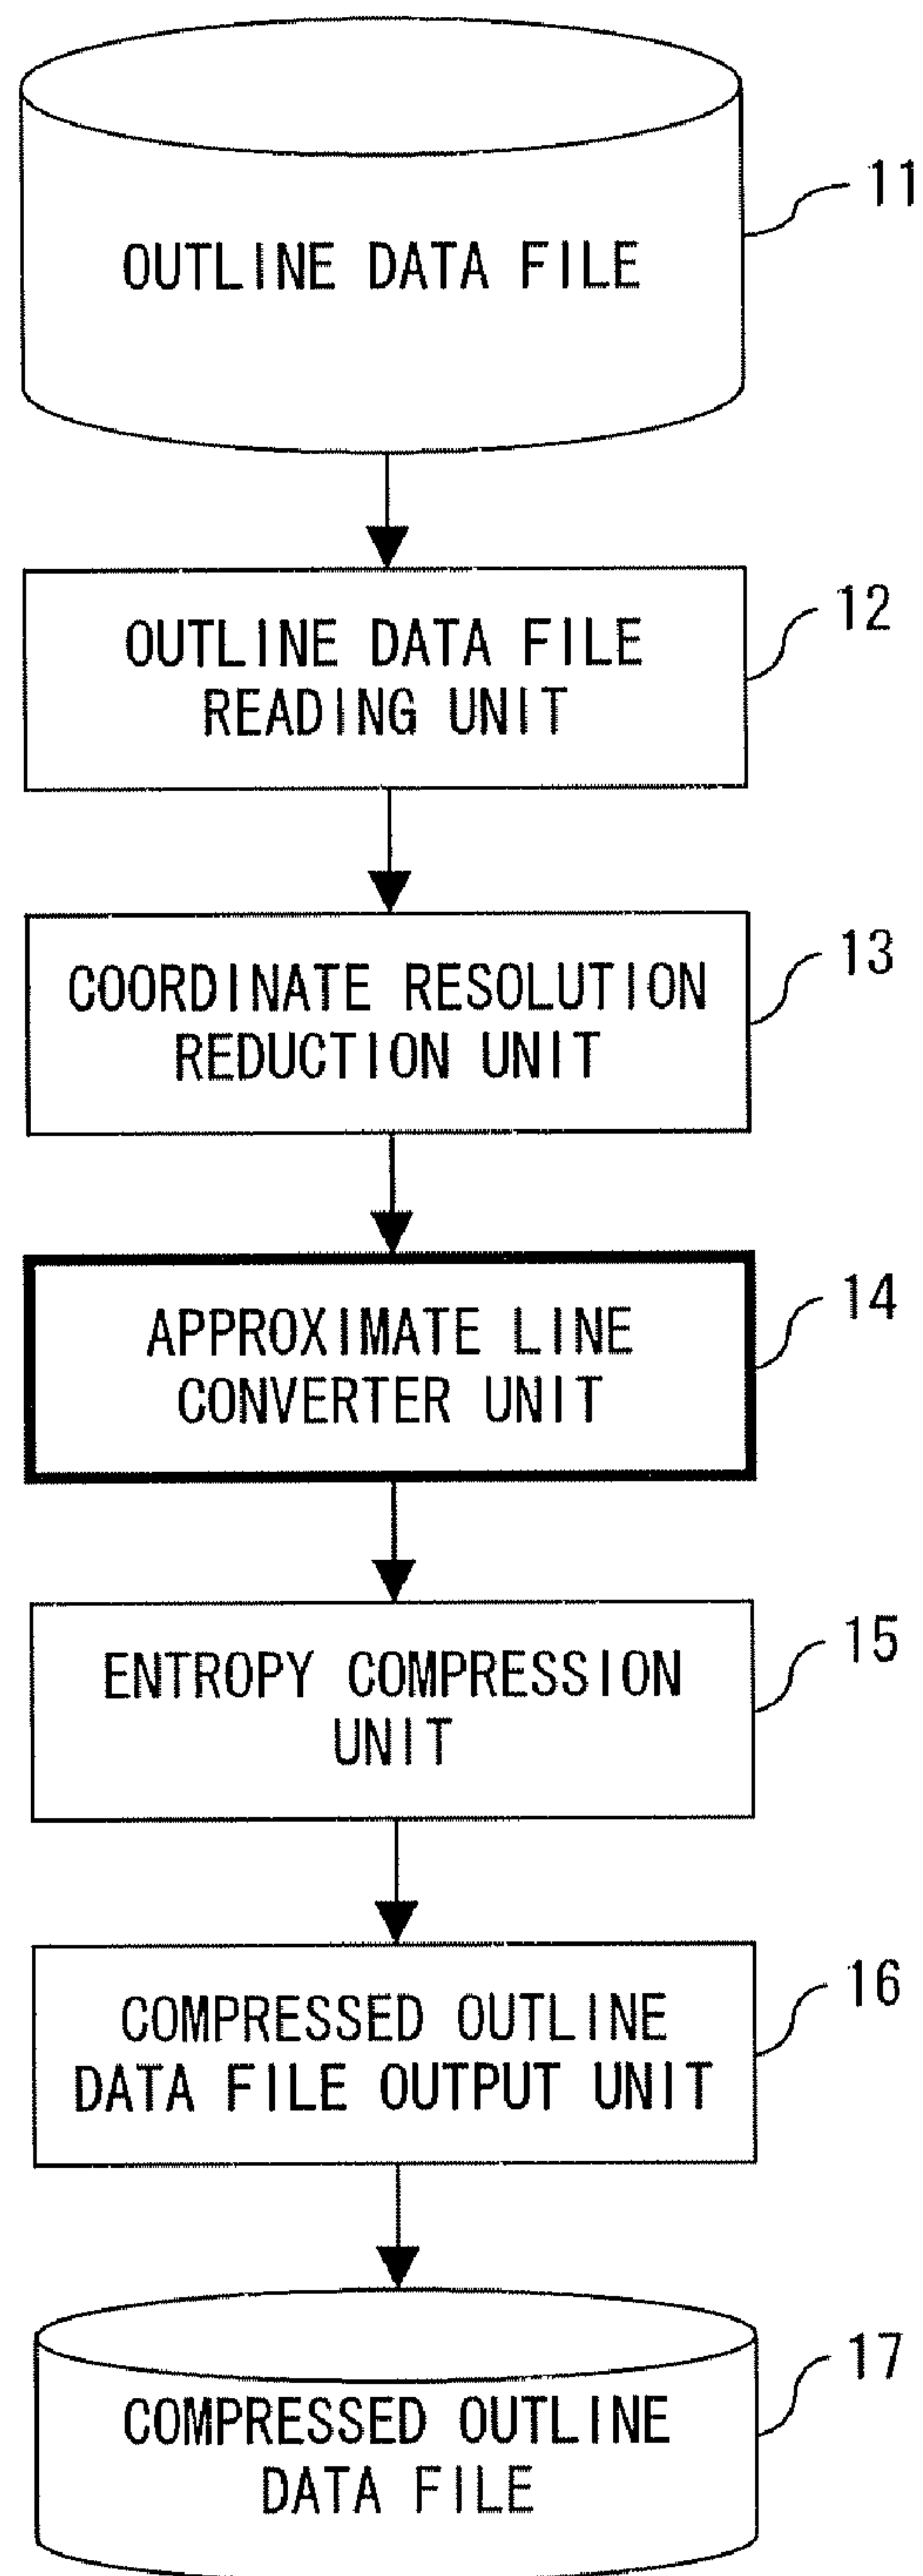 11
OUTLINE DATA FILE
12
OUTLINE DATA FILE
READING UNIT
13
COORDINATE RESOLUTION
REDUCTION UNIT
14
APPROXIMATE LINE
CONVERTER UNIT
15
ENTROPY COMPRESSION
UNIT
16
COMPRESSED OUTLINE
DATA FILE OUTPUT UNIT
17
COMPRESSED OUTLINE
DATA FILE